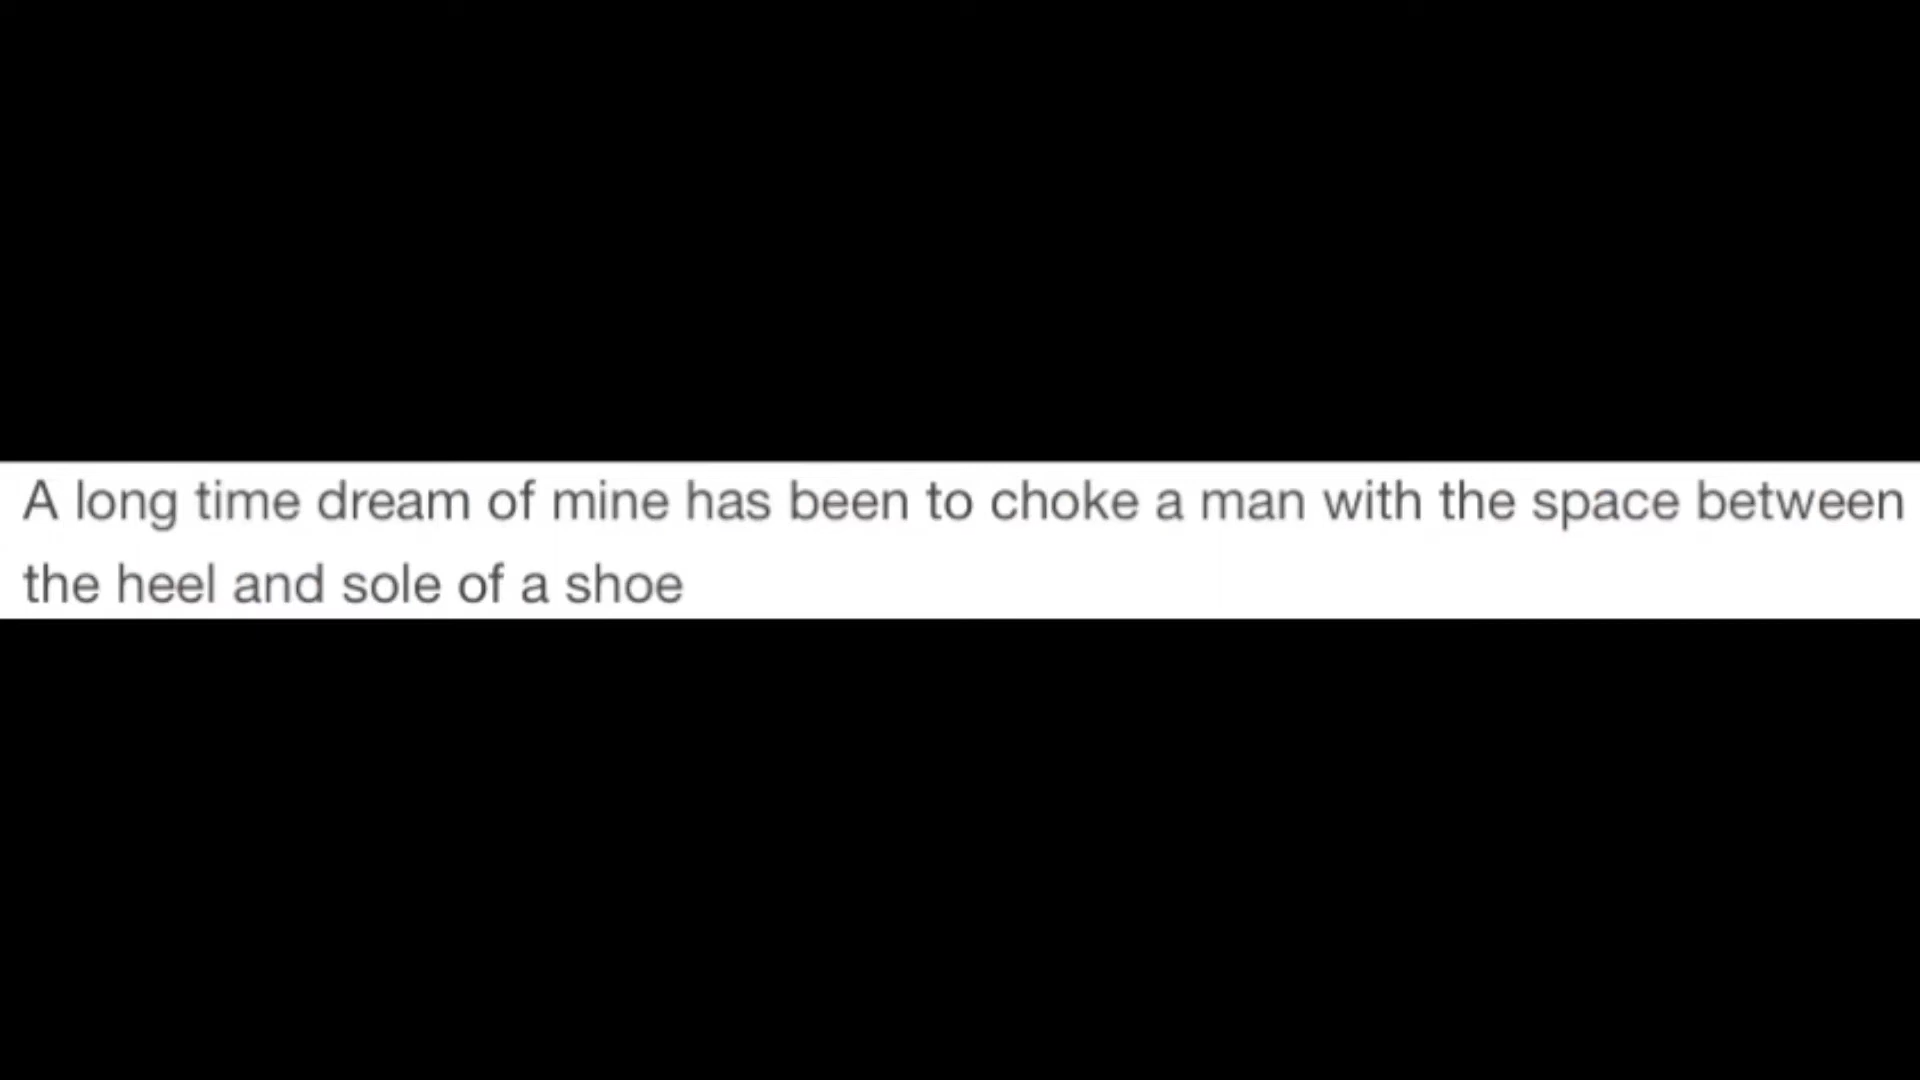 A long time dream of mine has been to choke a man with the space between
the heel and sole of a shoe